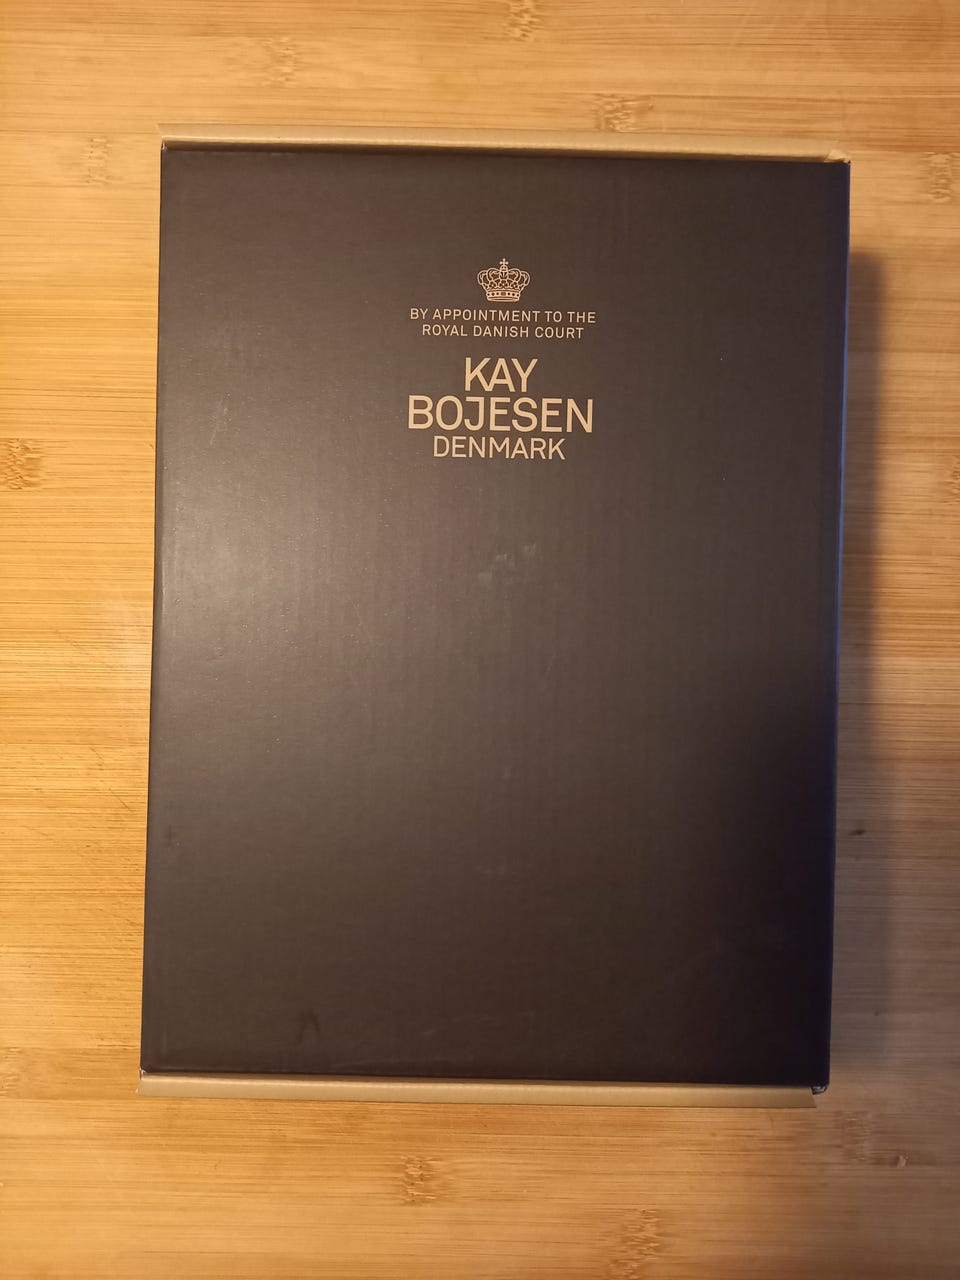 BY APPOINTMENT TO THE
ROYAL DANISH COURT
KAY
BOJESEN
DENMARK